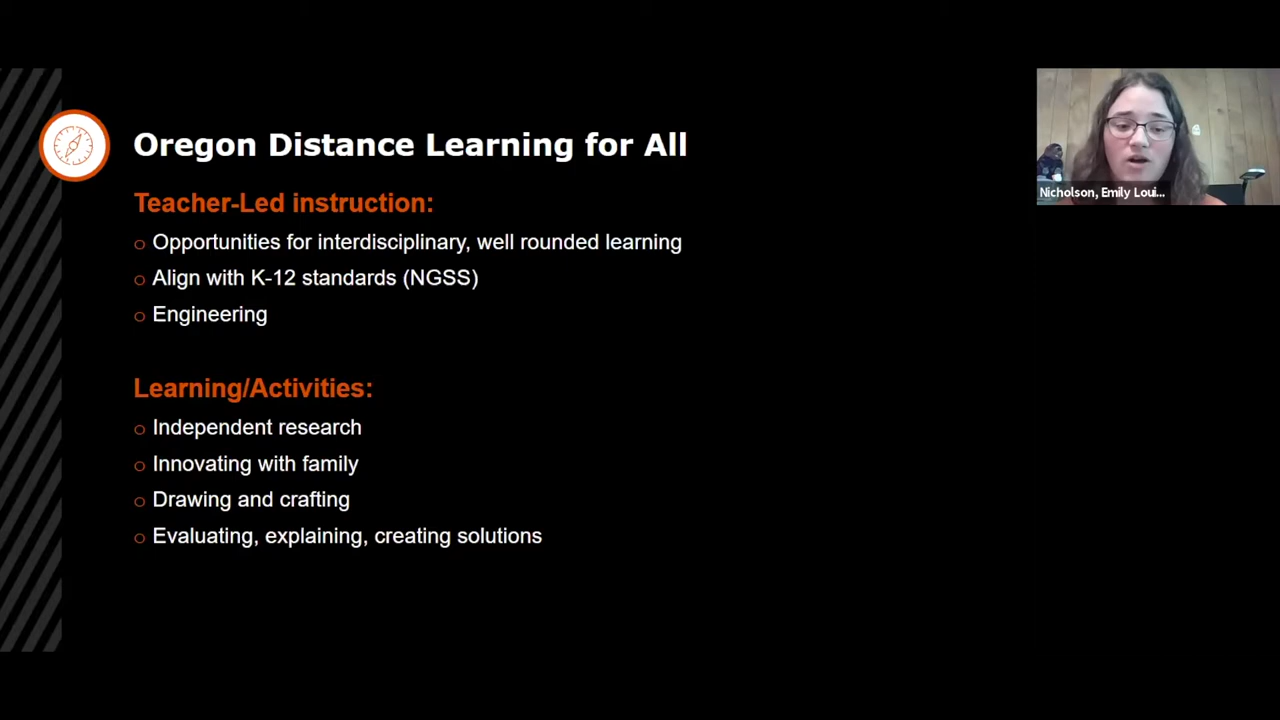 Oregon Distance Learning for All
Teacher-Led instruction:
o Opportunities for interdisciplinary, well rounded learning
o Align with K-12 standards (NGSS)
o Engineering
Learning/Activities:
o Independent research
o Innovating with family
o Drawing and crafting
o Evaluating, explaining, creating solutions
Nicholson, Emily Loui...